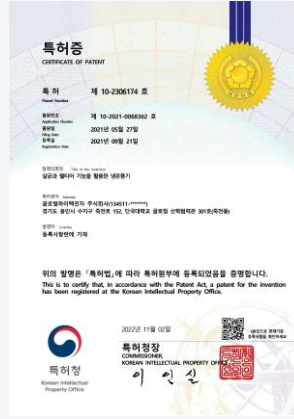 특허증
CERTIFICATE OF PATENT
특 허 제 10-2306174 호
Patent Number
출원번호 제 10-2021-0068362 호
Application Number
출원일 2021년 05월 27일
Filing Date
등록일 2021년 09월 21일
Registration Date
발명의명칭 Title of the Invention
살균과 웰티어 기능을 활용한 냉온풍기
특허권자 Patentee
글로벌하이텍전자 주식회사(134511-*******)
경기도 용인시 수지구 죽전로 152, 단국대학교 글로컬 산학협력관 301호(죽전동)
발명자 Inventor
등록사항란에 기재
위의 발명은 「특허법」에 따라 특허원부에 등록되었음을 증명합니다.
This is to certify that, in accordance with the Patent Act, a patent for the invention
has been registered at the Korean Intellectual Property Office.
2022년 11월 02일
특허청장
COMMISSIONER,
KOREAN INTELLECTUAL PROPERTY OFFICE
이 인 실
특허청
Korean Intellectual
Property Office